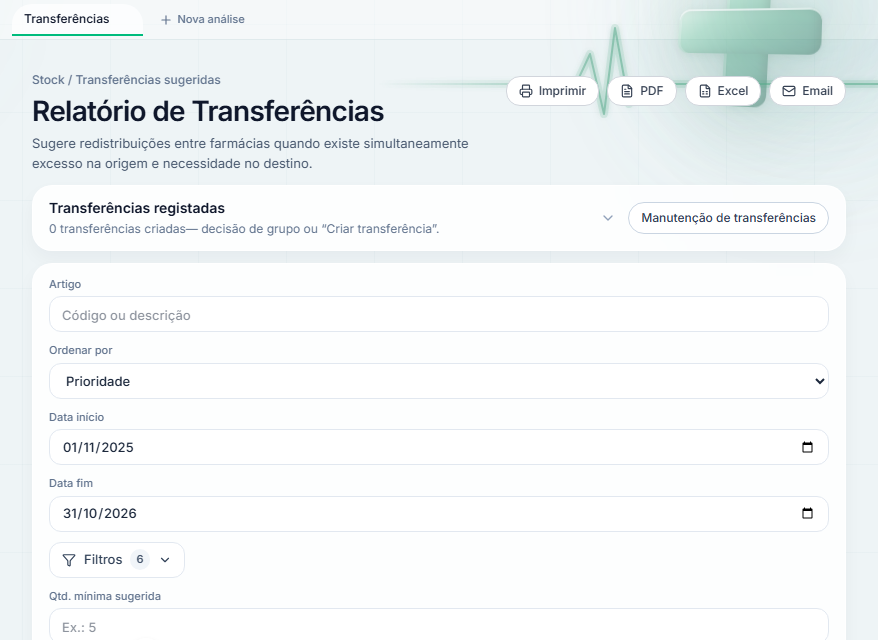 Transferências
Nova análise
Stock / Transferências sugeridas
Relatório de Transferências
Imprimir
PDF
Excel
Email
Sugere redistribuições entre farmácias quando existe simultaneamente
excesso na origem e necessidade no destino.
Transferências registadas
0 transferências criadas— decisão de grupo ou “Criar transferência”.
Manutenção de transferências
Artigo
Código ou descrição
Ordenar por
Prioridade
Data início
01/11/2025
Data fim
31/10/2026
Filtros 6
Qtd. mínima sugerida
Ex.: 5